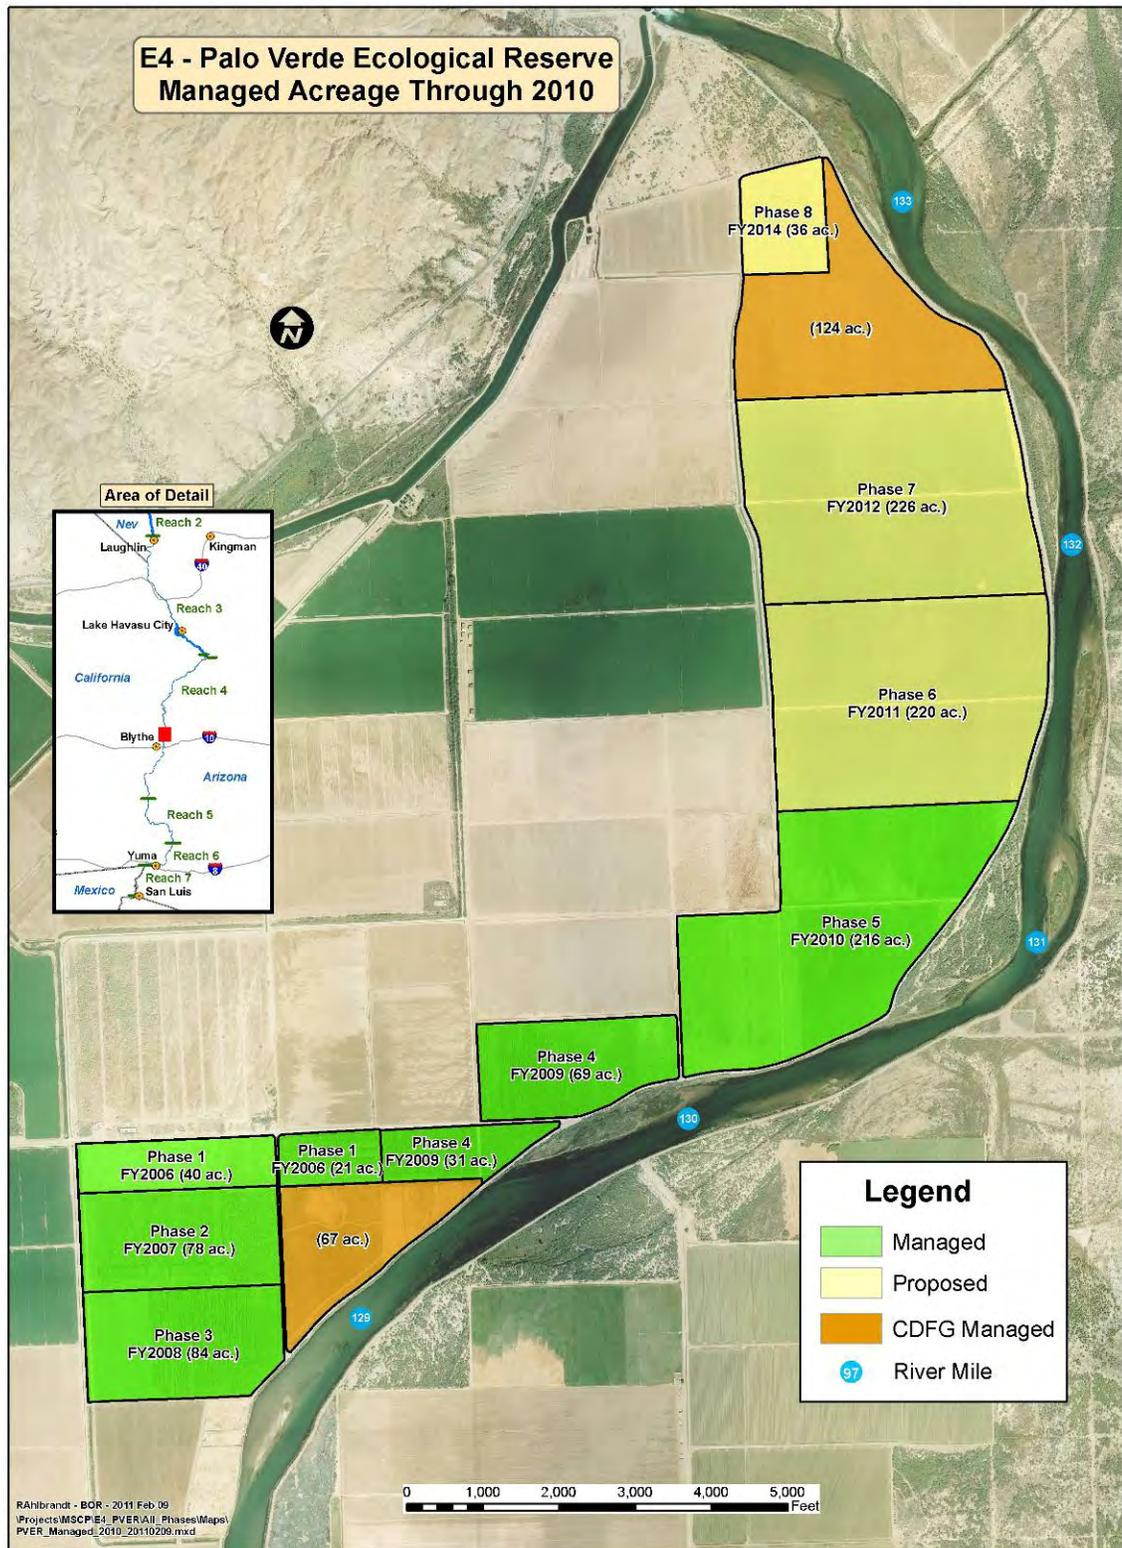 E4 - Palo Verde Ecological Reserve
Managed Acreage Through 2010
133
Phase 8
FY2014 (36 ac.)
N
(124 ac.)
Phase 7
FY2012 (226 ac.)
132
Phase 6
FY2011 (220 ac.)
Area of Detail
Nev
Reach 2
Laughlin
Kingman
40
Reach 3
Lake Havasu City
California
Reach 4
Blythe
10
Arizona
Reach 5
Yuma
Reach 6
8
Reach 7
Mexico
San Luis
Phase 5
FY2010 (216 ac.)
131
Phase 4
FY2009 (69 ac.)
130
Phase 1
FY2006 (40 ac.)
Phase 1
FY2006 (21 ac.)
Phase 4
FY2009 (31 ac.)
Phase 2
FY2007 (78 ac.)
(67 ac.)
Phase 3
FY2008 (84 ac.)
129
Legend
Managed
Proposed
CDFG Managed
97
River Mile
0 1,000 2,000 3,000 4,000 5,000
Feet
RAhlbrandt - BOR - 2011 Feb 09
\Projects\MSCP\E4_PVER\All_Phases\Maps\
PVER_Managed_2010_20110209.mxd